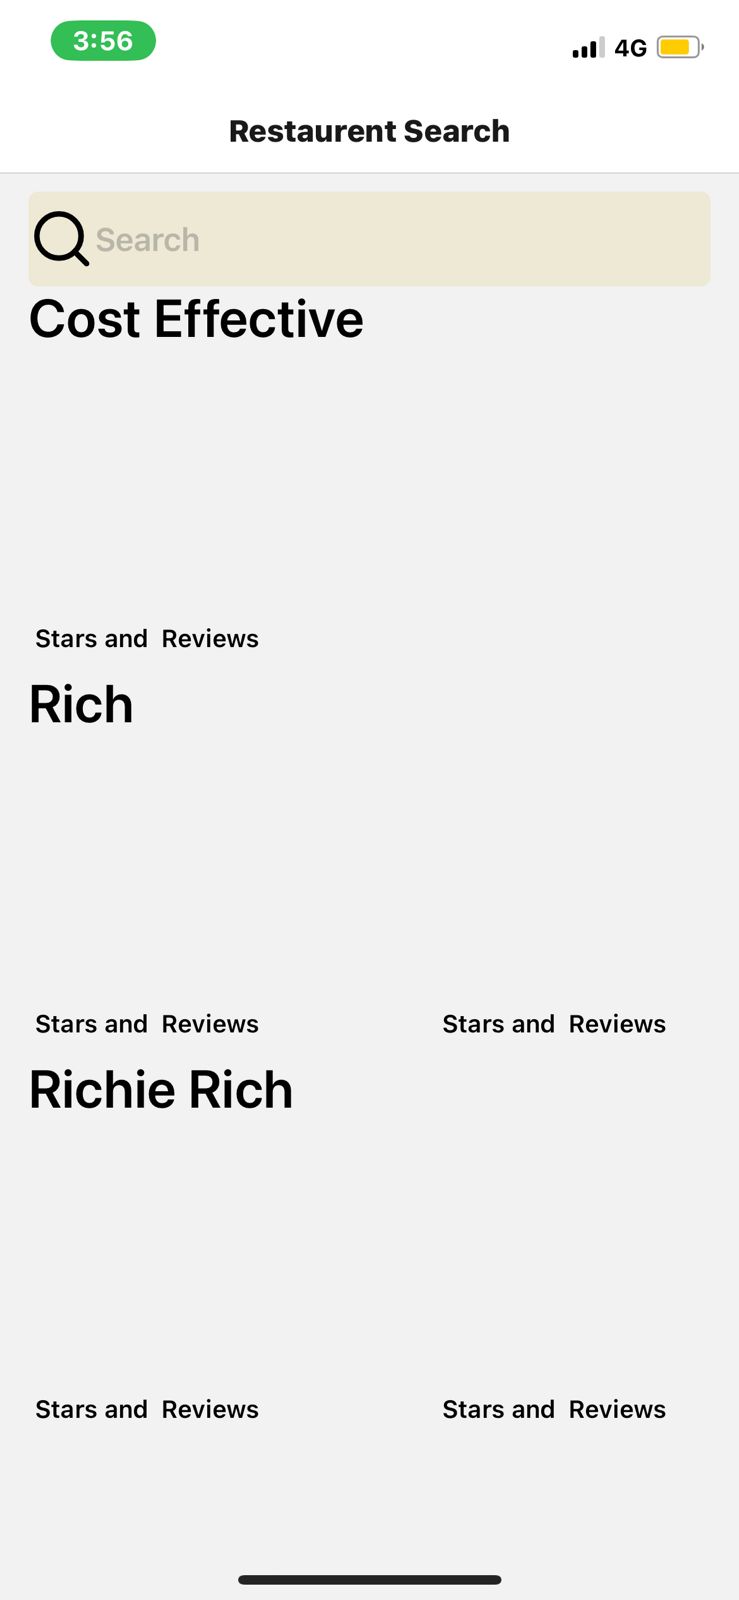 3:56
4G
Restaurent Search
Search
Cost Effective
Stars and  Reviews
Rich
Stars and  Reviews
Stars and  Reviews
Richie Rich
Stars and  Reviews
Stars and  Reviews